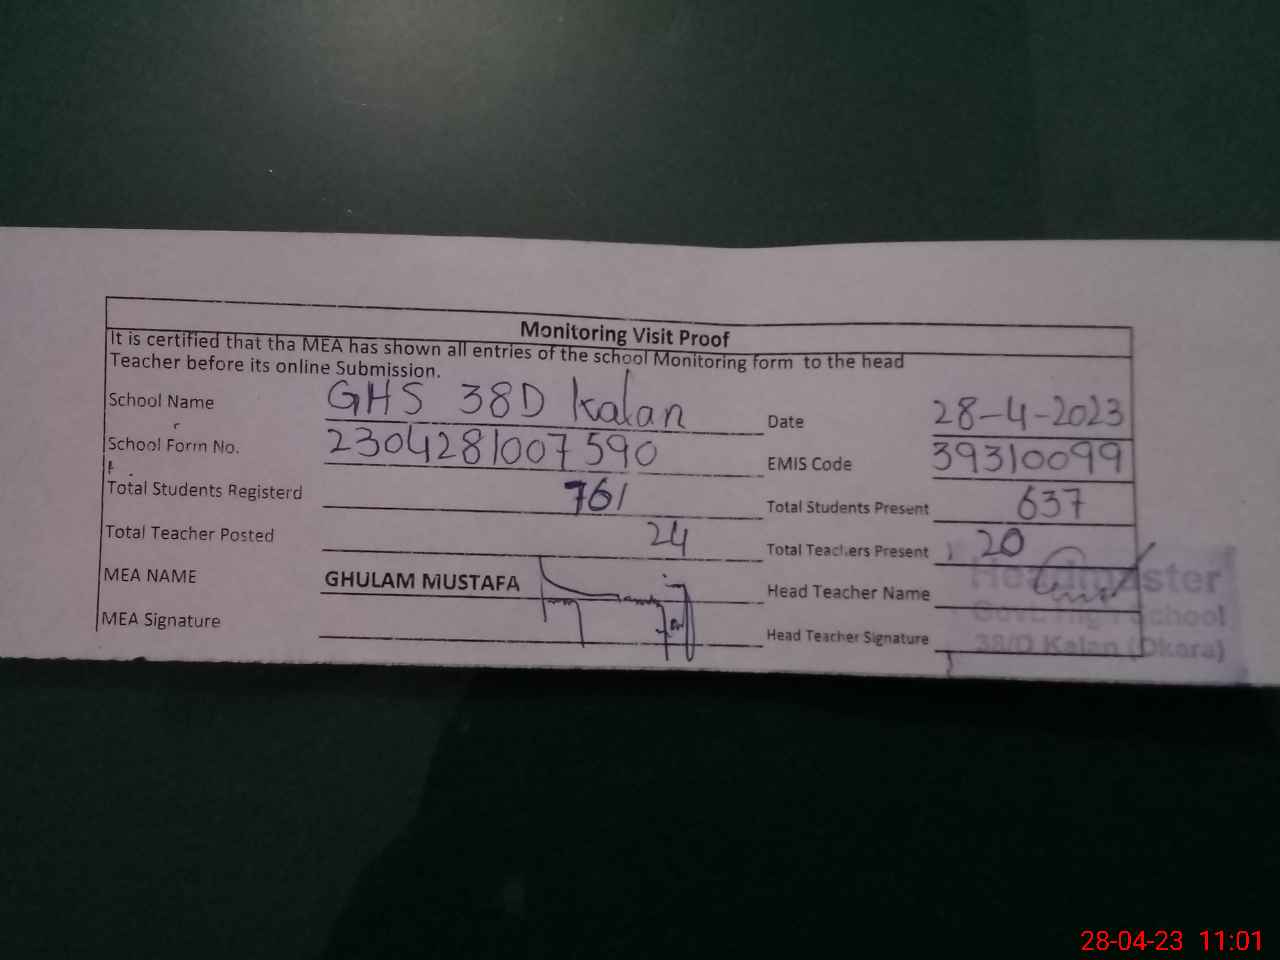 Monitoring Visit Proof
It is certified that tha MEA has shown all entries of the school Monitoring form to the head
Teacher before its online Submission.
School Name GHS 38D Kalan Date 28-4-2023
School Form No. 2304281007590 EMIS Code 39310099
Total Students Registerd 761 Total Students Present 637
Total Teacher Posted 24 Total Teachers Present 20
MEA NAME GHULAM MUSTAFA Head Teacher Name
MEA Signature Head Teacher Signature
Headmaster
Govt. High School
38/D Kalan (Okara)
28-04-23 11:01